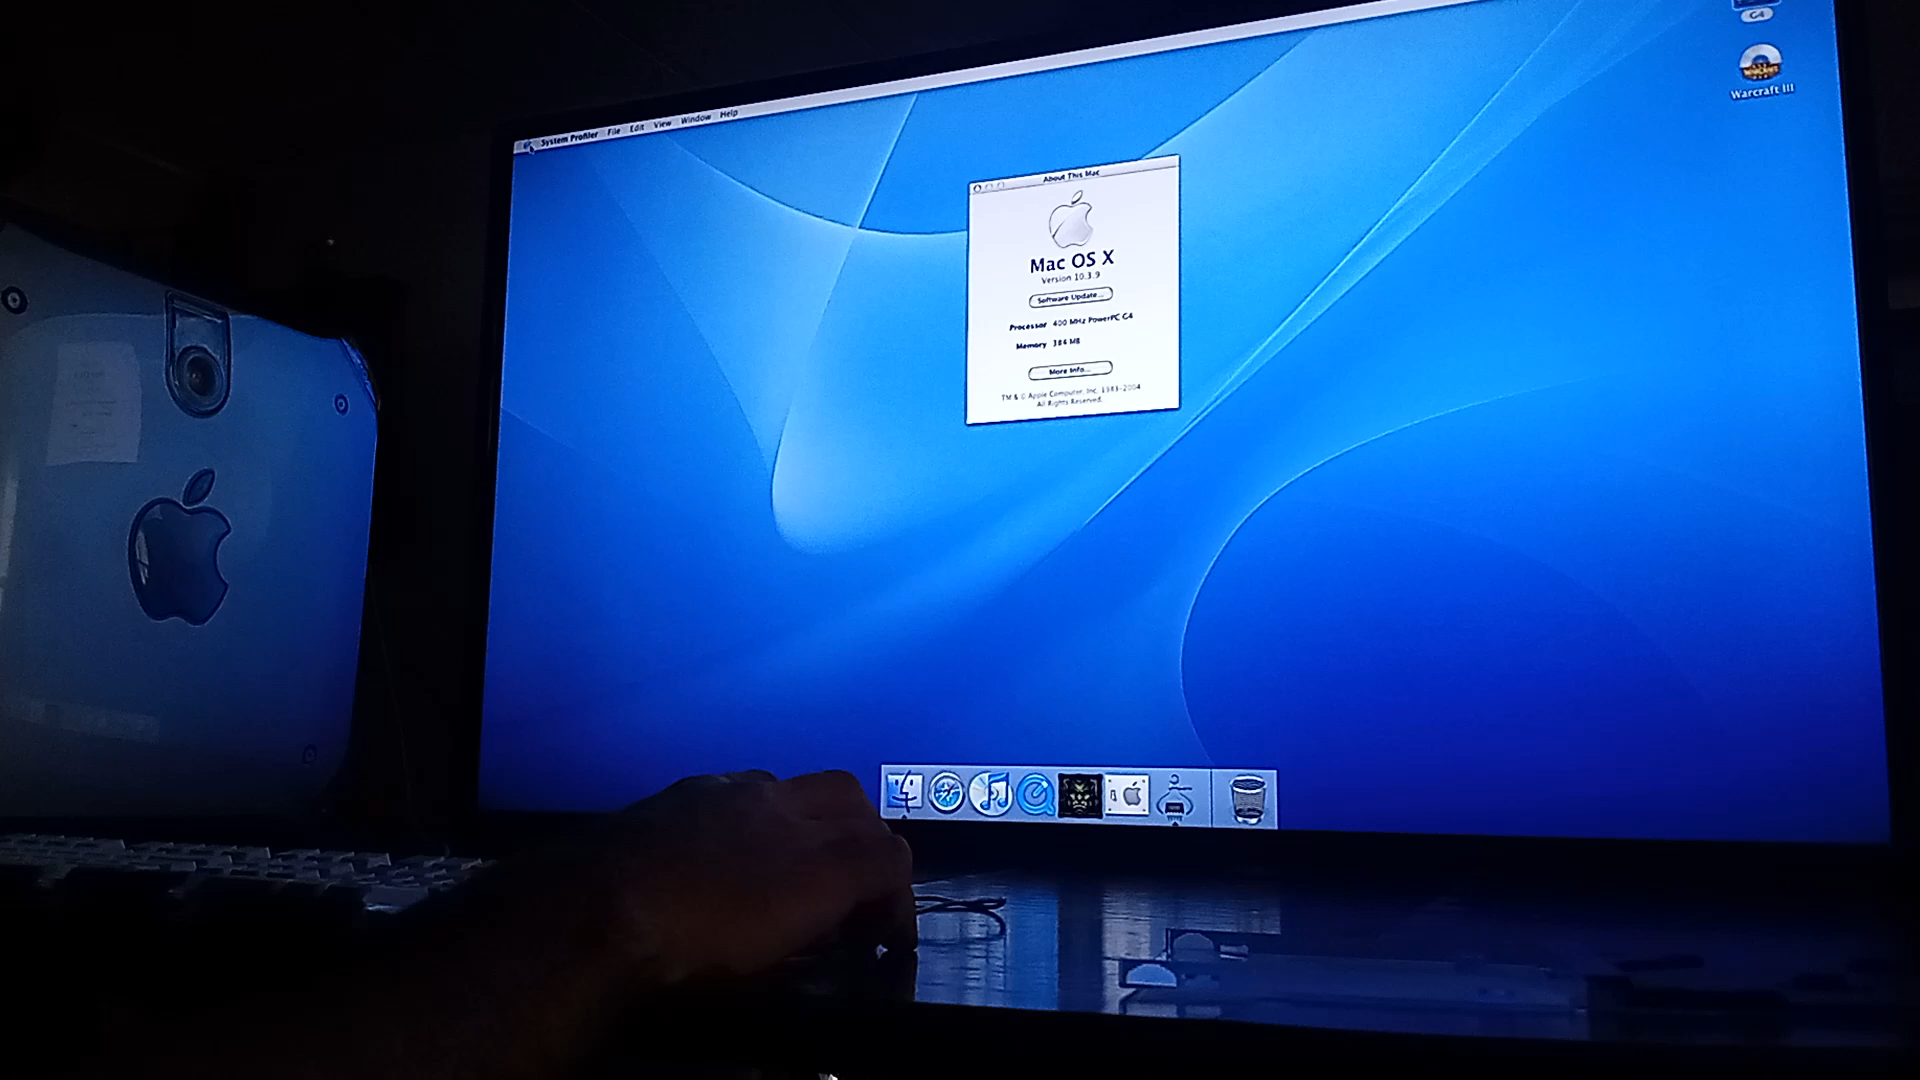 G4
Warcraft III
System Profiler File Edit View Window Help
About This Mac
Mac OS X
Version 10.3.9
Software Update...
Processor 400 MHz PowerPC G4
Memory 384 MB
More Info...
TM & © Apple Computer, Inc. 1983-2004
All Rights Reserved.